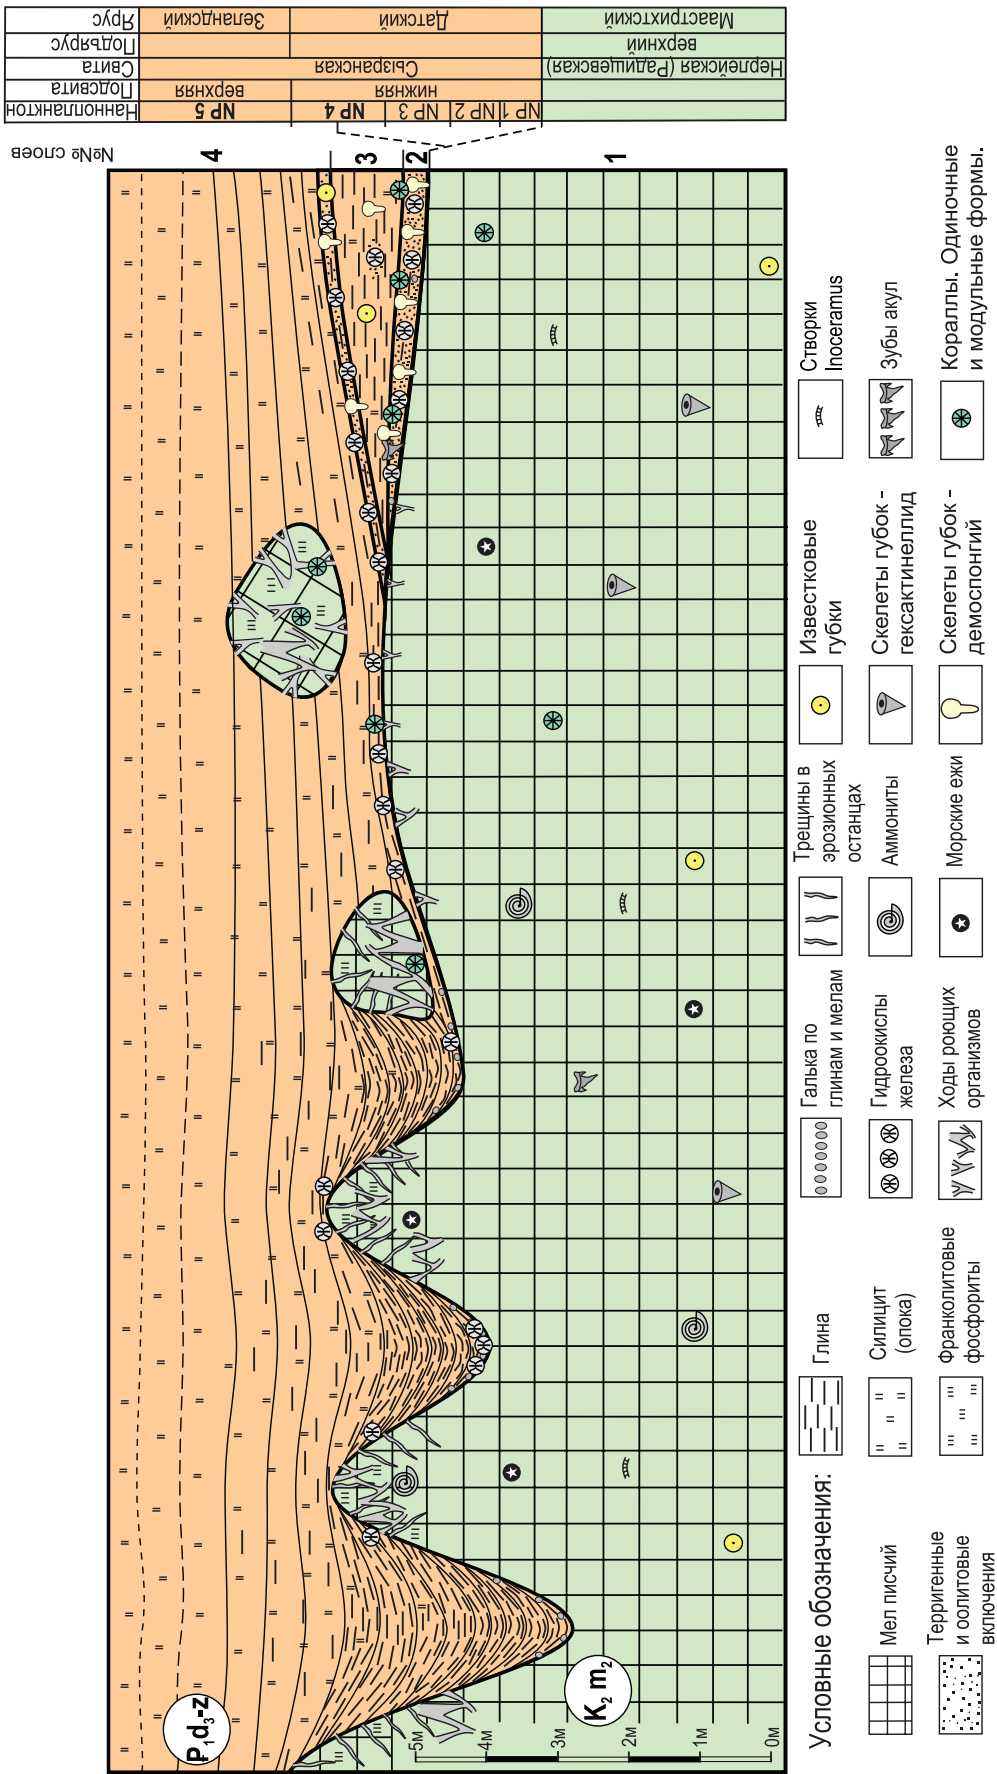 Ярус
Зеландский
Датский
Маастрихтский
Подъярус
верхний
Свита
Сызранская
Нерлейская (Радищевская)
Подсвита
верхняя
нижняя
Наннопланктон
NP 5
NP 4
NP 3
NP 2
NP 1
№№ слоев
4
3
2
1
P1d3-z
K2 m2
5м
4м
3м
2м
1м
0м
Условные обозначения:
Мел писчий
Терригенные
и оолитовые
включения
Глина
Силицит
(опока)
Франколитовые
фосфориты
Галька по
глинам и мелам
Гидроокислы
железа
Ходы роющих
организмов
Трещины в
эрозионных
останцах
Аммониты
Морские ежи
Известковые
губки
Скелеты губок -
гексактинеллид
Скелеты губок -
демоспонгий
Створки
Inoceramus
Зубы акул
Кораллы. Одиночные
и модульные формы.